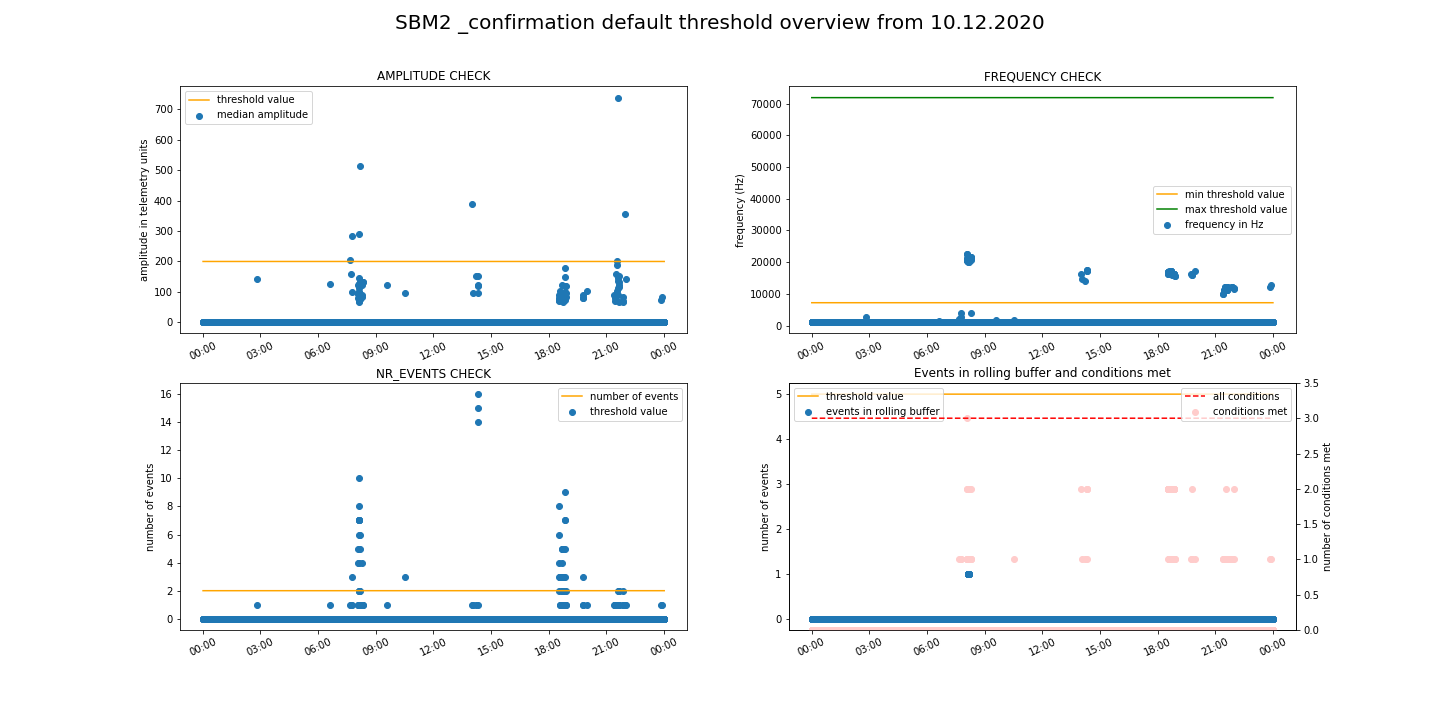 SBM2 _confirmation default threshold overview from 10.12.2020
AMPLITUDE CHECK
amplitude in telemetry units
700
600
500
400
300
200
100
0
threshold value
median amplitude
00:00 03:00 06:00 09:00 12:00 15:00 18:00 21:00 00:00
FREQUENCY CHECK
frequency (Hz)
70000
60000
50000
40000
30000
20000
10000
0
min threshold value
max threshold value
frequency in Hz
00:00 03:00 06:00 09:00 12:00 15:00 18:00 21:00 00:00
NR_EVENTS CHECK
number of events
16
14
12
10
8
6
4
2
0
number of events
threshold value
00:00 03:00 06:00 09:00 12:00 15:00 18:00 21:00 00:00
Events in rolling buffer and conditions met
number of events
5
4
3
2
1
0
threshold value
events in rolling buffer
all conditions
conditions met
3.5
3.0
2.5
2.0
1.5
1.0
0.5
0.0
number of conditions met
00:00 03:00 06:00 09:00 12:00 15:00 18:00 21:00 00:00